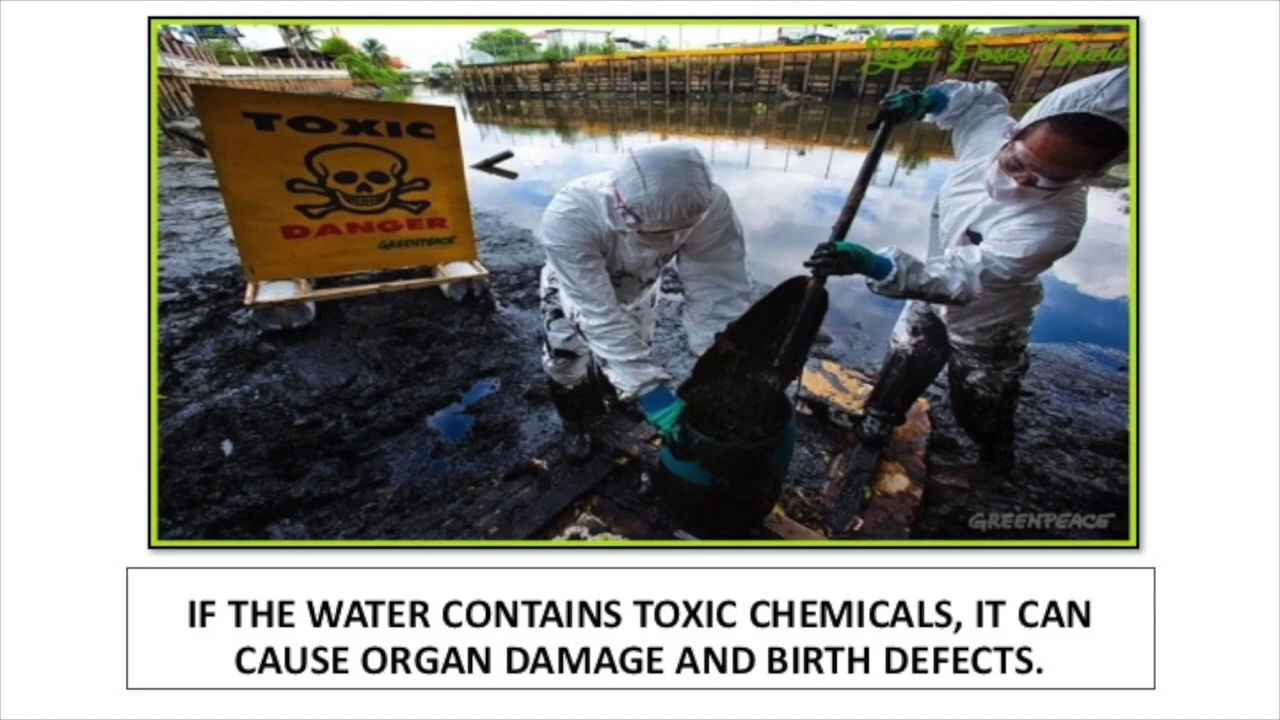 TOXIC
DANGER
GREENPEACE
GREENPEACE
IF THE WATER CONTAINS TOXIC CHEMICALS, IT CAN
CAUSE ORGAN DAMAGE AND BIRTH DEFECTS.